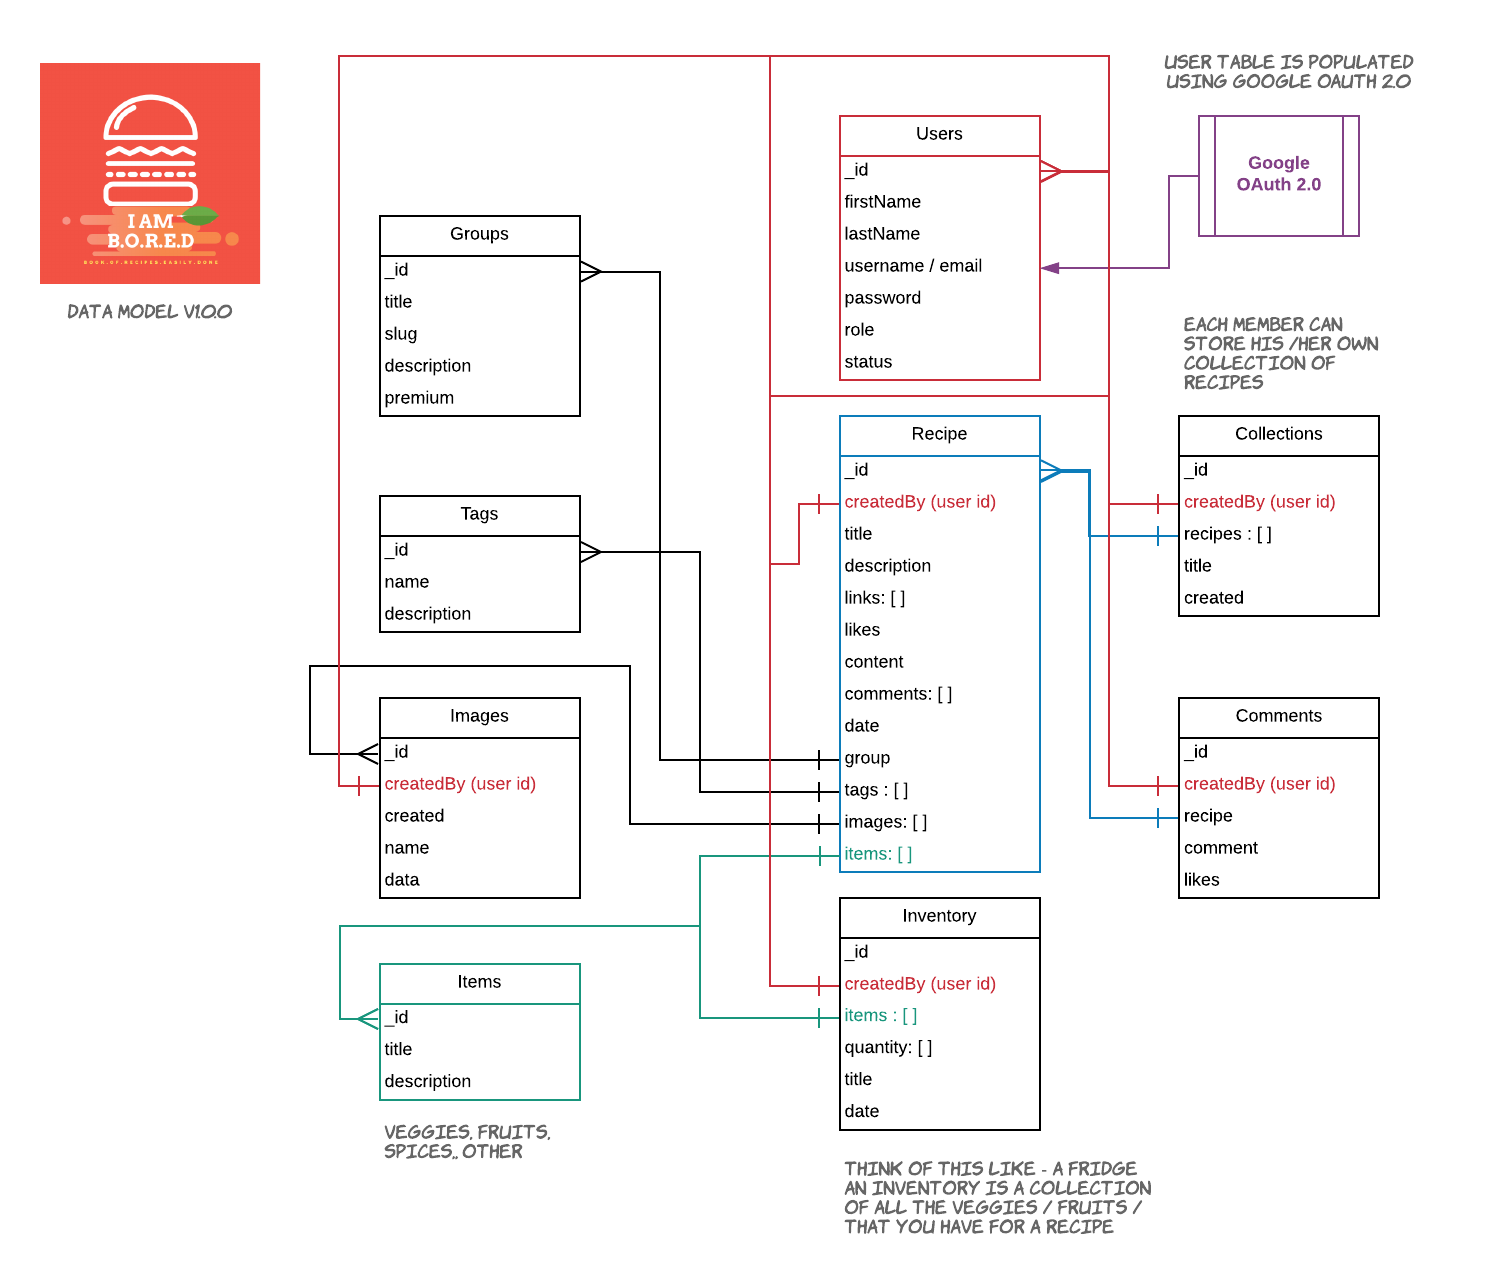 I AM
B.O.R.E.D
BOOK.OF.RECIPES.EASILY.DONE
DATA MODEL V1.0.0
Groups
_id
title
slug
description
premium
Tags
_id
name
description
Images
_id
createdBy (user id)
created
name
data
Items
_id
title
description
VEGGIES, FRUITS,
SPICES,, OTHER
Users
_id
firstName
lastName
username / email
password
role
status
Recipe
_id
createdBy (user id)
title
description
links: [ ]
likes
content
comments: [ ]
date
group
tags : [ ]
images: [ ]
items: [ ]
Inventory
_id
createdBy (user id)
items : [ ]
quantity: [ ]
title
date
THINK OF THIS LIKE - A FRIDGE
AN INVENTORY IS A COLLECTION
OF ALL THE VEGGIES / FRUITS /
THAT YOU HAVE FOR A RECIPE
USER TABLE IS POPULATED
USING GOOGLE OAUTH 2.0
Google
OAuth 2.0
EACH MEMBER CAN
STORE HIS /HER OWN
COLLECTION OF
RECIPES
Collections
_id
createdBy (user id)
recipes : [ ]
title
created
Comments
_id
createdBy (user id)
recipe
comment
likes